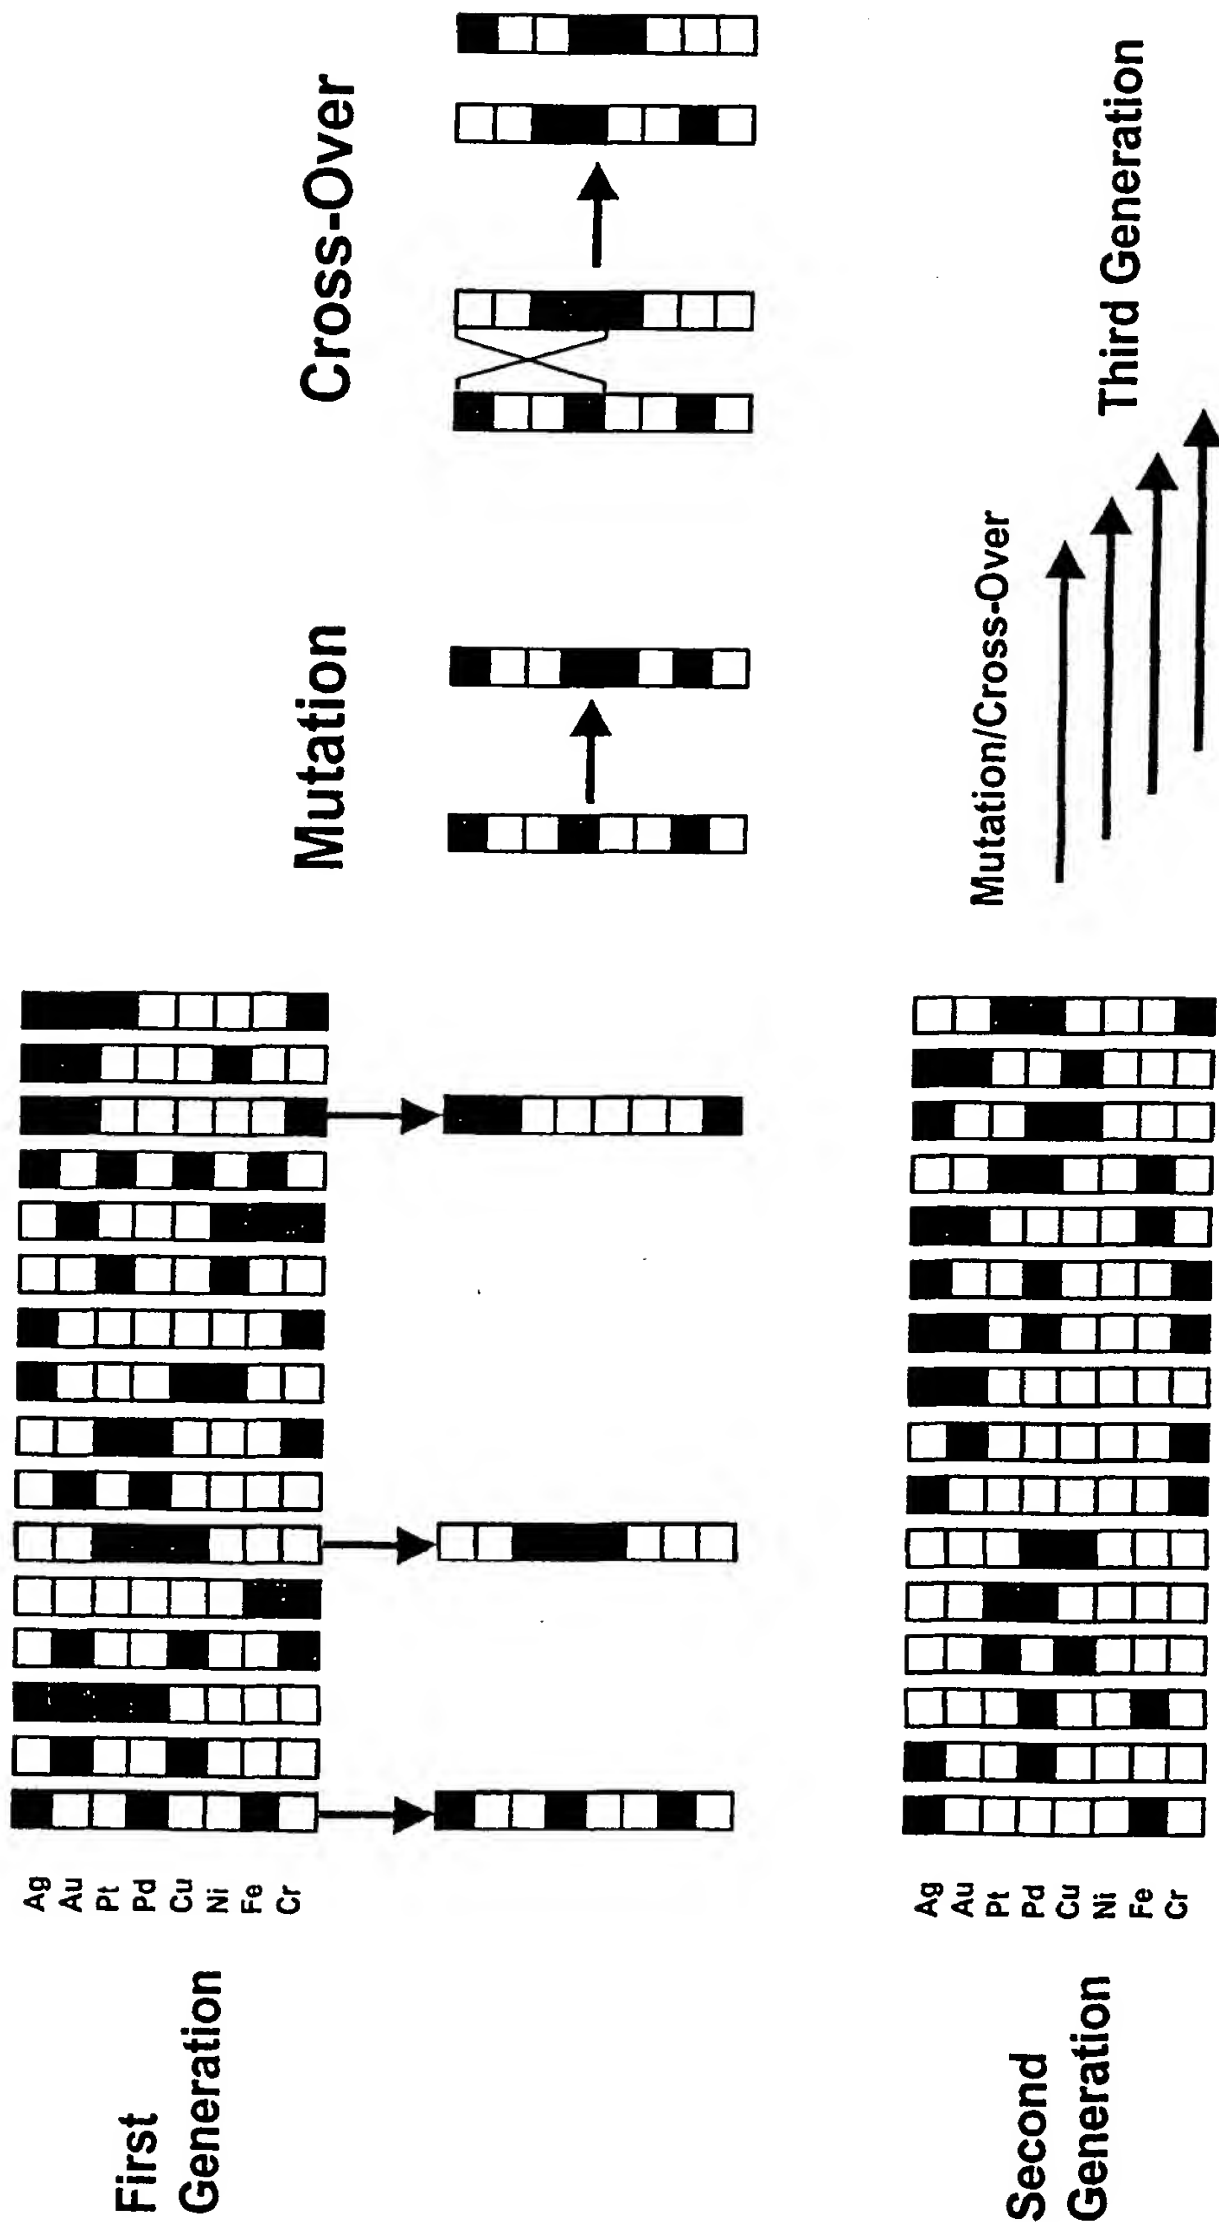 First
Generation
Ag
Au
Pt
Pd
Cu
Ni
Fe
Cr
Mutation
Cross-Over
Second
Generation
Ag
Au
Pt
Pd
Cu
Ni
Fe
Cr
Mutation/Cross-Over
Third Generation